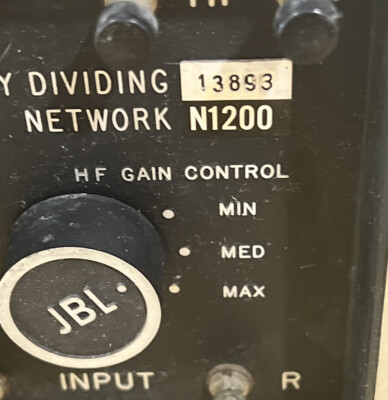 Y DIVIDING 13893
NETWORK N1200
HF GAIN CONTROL
MIN
MED
MAX
JBL
INPUT R